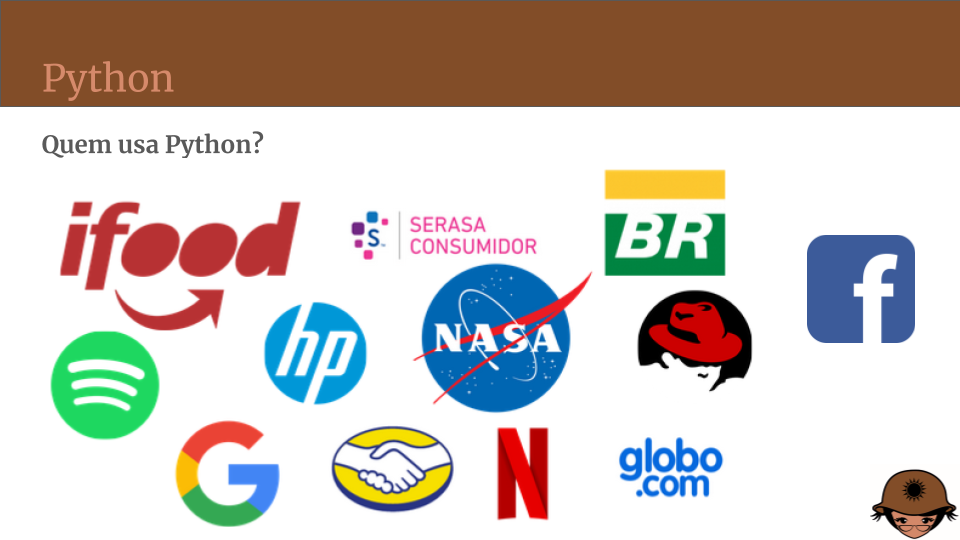 Python
Quem usa Python?
ifood
S
SERASA
CONSUMIDOR
BR
f
hp
NASA
G
N
globo
.com